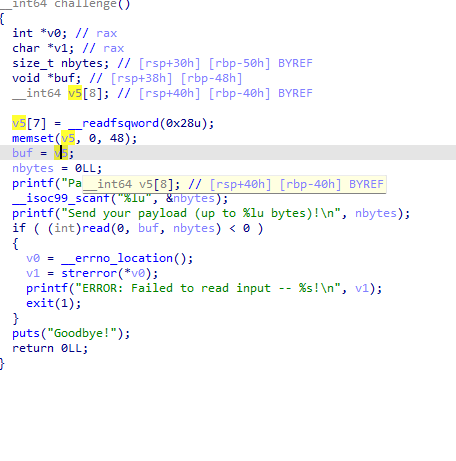 __int64 challenge()
{
int *v0; // rax
char *v1; // rax
size_t nbytes; // [rsp+30h] [rbp-50h] BYREF
void *buf; // [rsp+38h] [rbp-48h]
__int64 v5[8]; // [rsp+40h] [rbp-40h] BYREF
v5[7] = __readfsqword(0x28u);
memset(v5, 0, 48);
buf = v5;
nbytes = 0LL;
printf("Pa
__int64 v5[8]; // [rsp+40h] [rbp-40h] BYREF
__isoc99_scanf("%lu", &nbytes);
printf("Send your payload (up to %lu bytes)!\n", nbytes);
if ( (int)read(0, buf, nbytes) < 0 )
{
v0 = __errno_location();
v1 = strerror(*v0);
printf("ERROR: Failed to read input -- %s!\n", v1);
exit(1);
}
puts("Goodbye!");
return 0LL;
}